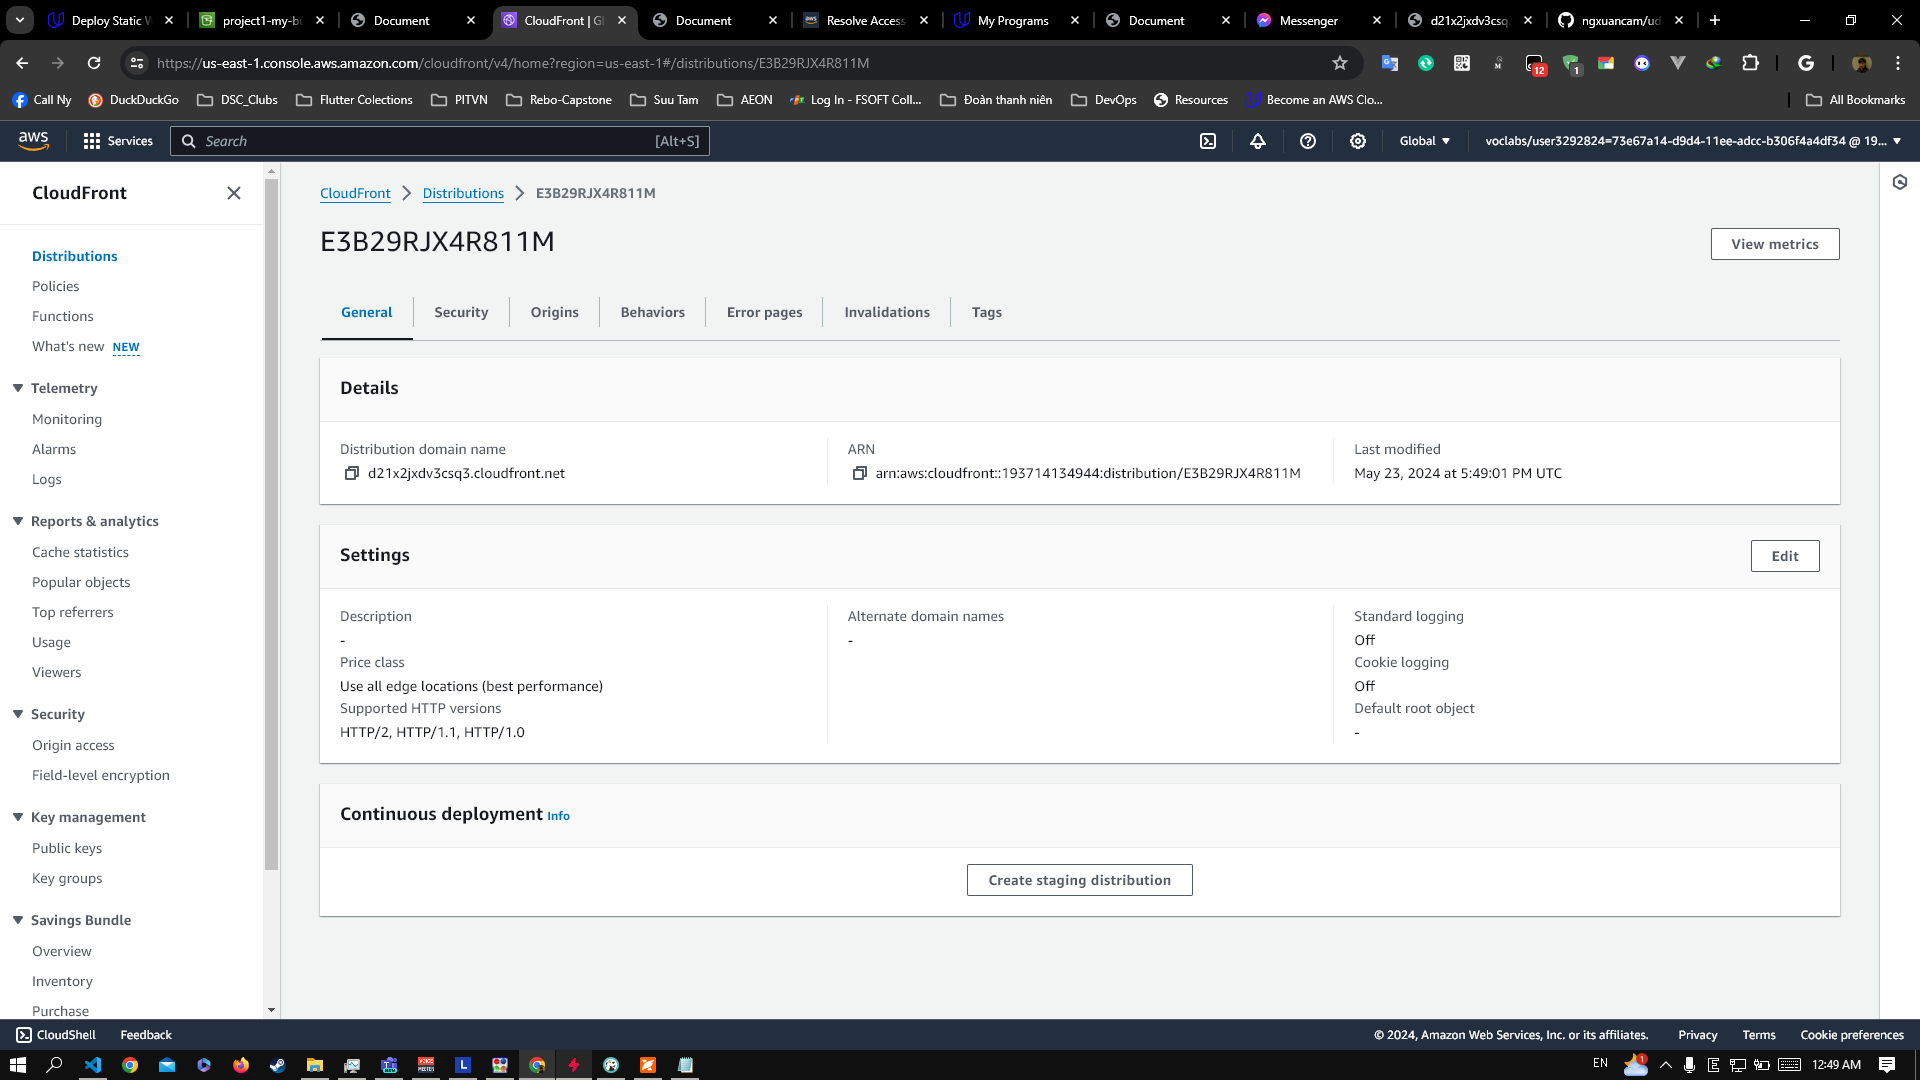 Deploy Static W
project1-my-bu
Document
CloudFront | Gl
Document
Resolve Access
My Programs
Document
Messenger
d21x2jxdv3csq
ngxuancam/ud
https://us-east-1.console.aws.amazon.com/cloudfront/v4/home?region=us-east-1#/distributions/E3B29RJX4R811M
12
1
Call Ny
DuckDuckGo
DSC_Clubs
Flutter Colections
PITVN
Rebo-Capstone
Suu Tam
AEON
Log In - FSOFT Coll...
Đoàn thanh niên
DevOps
Resources
Become an AWS Clo...
All Bookmarks
aws
Services
Search
[Alt+S]
Global
voclabs/user3292824=73e67a14-d9d4-11ee-adcc-b306f4a4df34 @ 19...
CloudFront
Distributions
Policies
Functions
What's new NEW
Telemetry
Monitoring
Alarms
Logs
Reports & analytics
Cache statistics
Popular objects
Top referrers
Usage
Viewers
Security
Origin access
Field-level encryption
Key management
Public keys
Key groups
Savings Bundle
Overview
Inventory
Purchase
CloudFront
Distributions
E3B29RJX4R811M
E3B29RJX4R811M
View metrics
General
Security
Origins
Behaviors
Error pages
Invalidations
Tags
Details
Distribution domain name
d21x2jxdv3csq3.cloudfront.net
ARN
arn:aws:cloudfront::193714134944:distribution/E3B29RJX4R811M
Last modified
May 23, 2024 at 5:49:01 PM UTC
Settings
Edit
Description
-
Price class
Use all edge locations (best performance)
Supported HTTP versions
HTTP/2, HTTP/1.1, HTTP/1.0
Alternate domain names
-
Standard logging
Off
Cookie logging
Off
Default root object
-
Continuous deployment Info
Create staging distribution
CloudShell
Feedback
© 2024, Amazon Web Services, Inc. or its affiliates.
Privacy
Terms
Cookie preferences
EN
1
12:49 AM